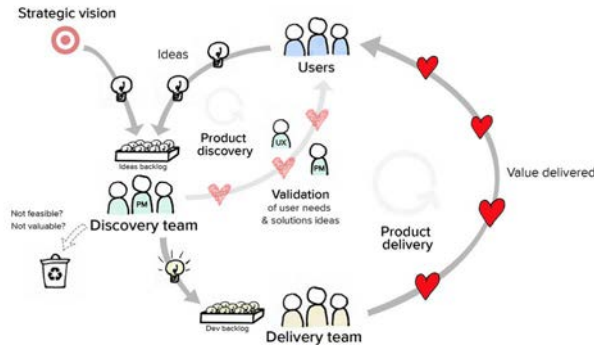 Strategic vision
Ideas
Users
Product
discovery
UX
PM
Ideas backlog
Validation
of user needs
& solutions ideas
Value delivered
PM
Not feasible?
Not valuable?
Discovery team
Product
delivery
Dev backlog
Delivery team